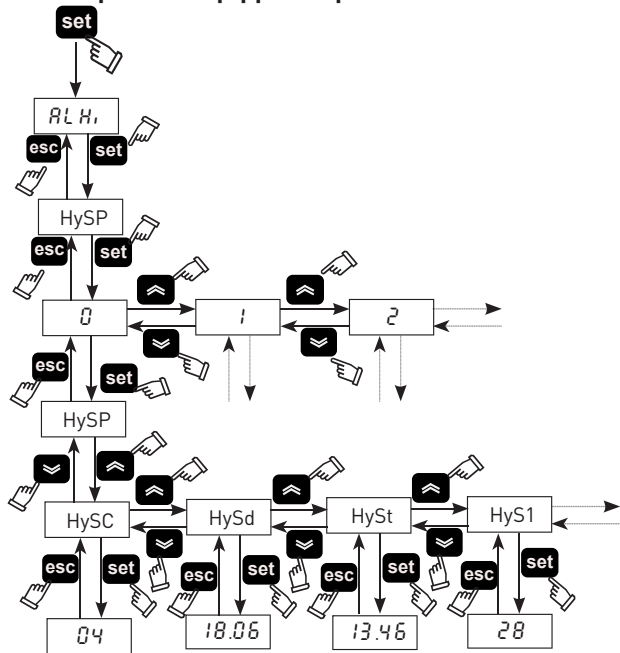 set
ALHi
esc set
HySP
esc set
0 1 2
esc set
HySP
HySC HySd HySt HyS1
esc set esc set esc set esc set
04 18.06 13.46 28